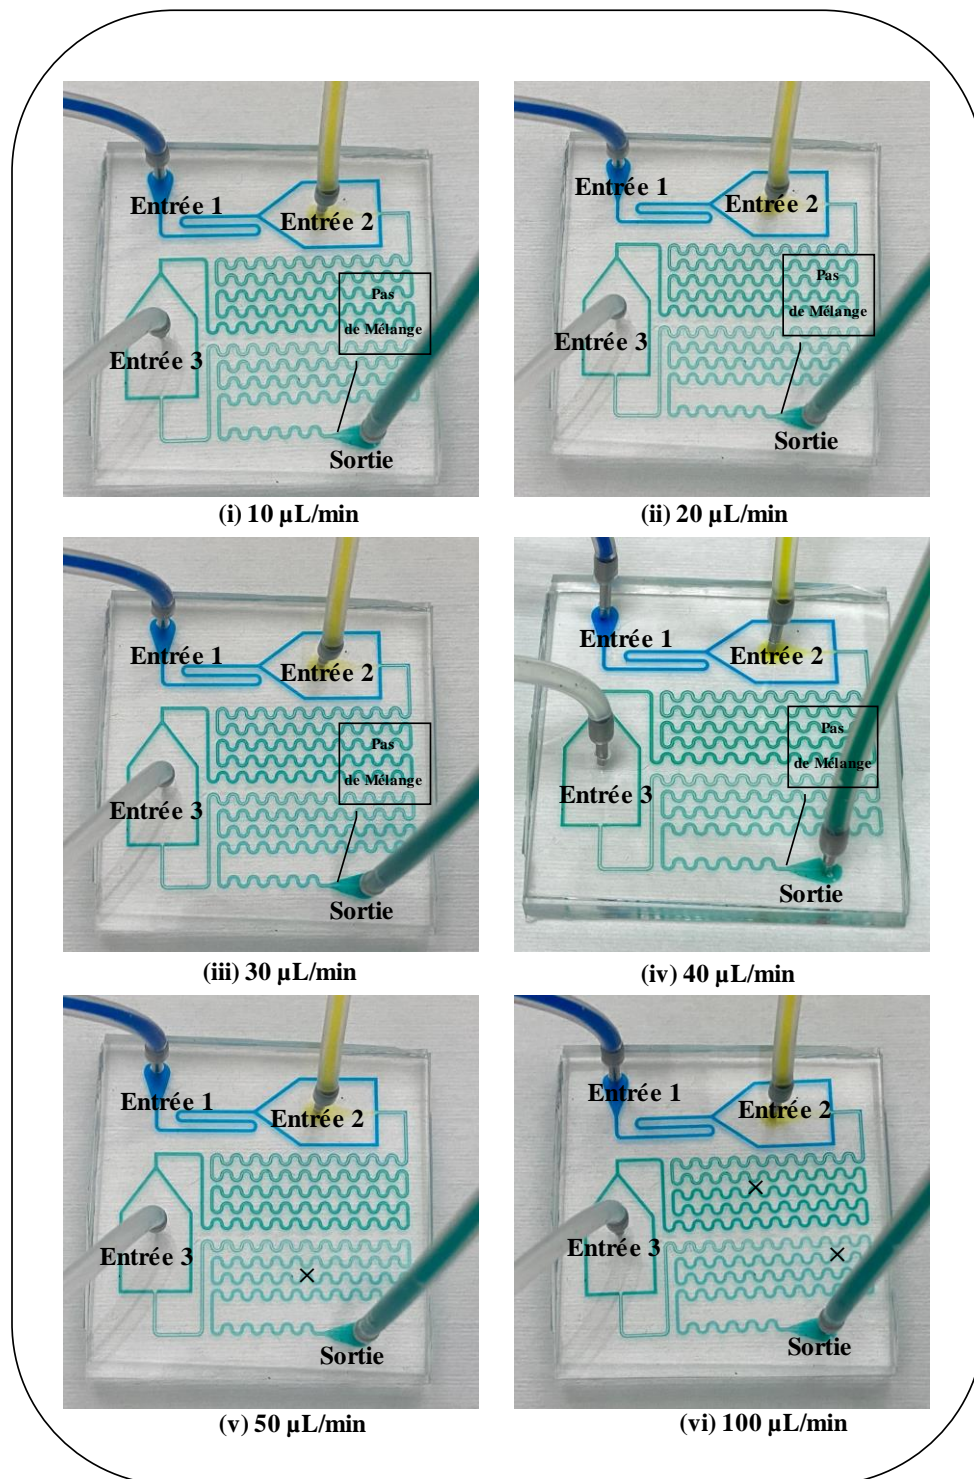 Entrée 1
Entrée 2
Pas
de Mélange
Entrée 3
Sortie
(i) 10 µL/min
Entrée 1
Entrée 2
Pas
de Mélange
Entrée 3
Sortie
(ii) 20 µL/min
Entrée 1
Entrée 2
Pas
de Mélange
Entrée 3
Sortie
(iii) 30 µL/min
Entrée 1
Entrée 2
Pas
de Mélange
Entrée 3
Sortie
(iv) 40 µL/min
Entrée 1
Entrée 2
Entrée 3
×
Sortie
(v) 50 µL/min
Entrée 1
Entrée 2
×
Entrée 3
×
Sortie
(vi) 100 µL/min